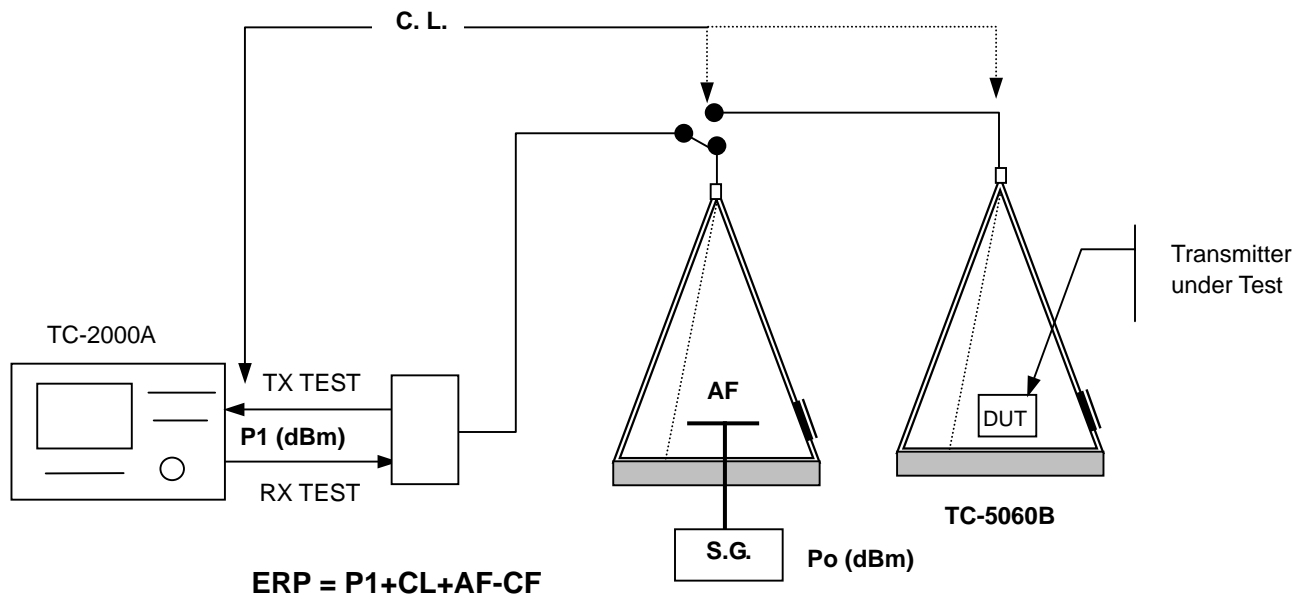 C. L.
Transmitter
under Test
TC-2000A
TX TEST
P1 (dBm)
RX TEST
AF
DUT
TC-5060B
S.G.
Po (dBm)
ERP = P1+CL+AF-CF